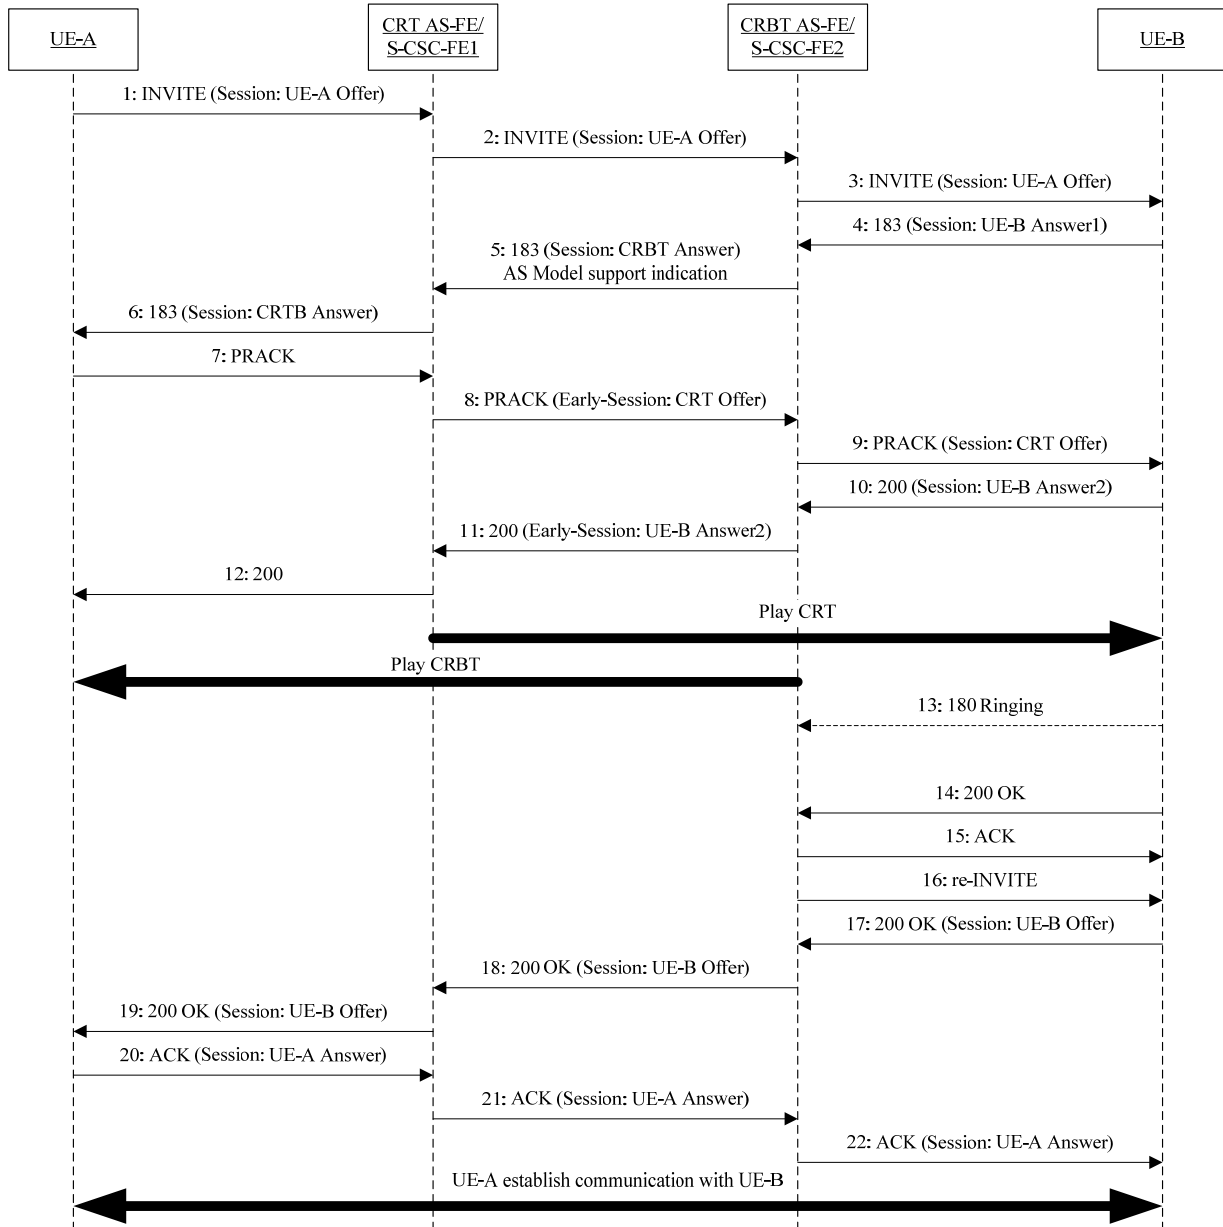 UE-A
CRT AS-FE/
S-CSC-FE1
CRBT AS-FE/
S-CSC-FE2
UE-B
1: INVITE (Session: UE-A Offer)
2: INVITE (Session: UE-A Offer)
3: INVITE (Session: UE-A Offer)
4: 183 (Session: UE-B Answer1)
5: 183 (Session: CRBT Answer)
AS Model support indication
6: 183 (Session: CRTB Answer)
7: PRACK
8: PRACK (Early-Session: CRT Offer)
9: PRACK (Session: CRT Offer)
10: 200 (Session: UE-B Answer2)
11: 200 (Early-Session: UE-B Answer2)
12: 200
Play CRT
Play CRBT
13: 180 Ringing
14: 200 OK
15: ACK
16: re-INVITE
17: 200 OK (Session: UE-B Offer)
18: 200 OK (Session: UE-B Offer)
19: 200 OK (Session: UE-B Offer)
20: ACK (Session: UE-A Answer)
21: ACK (Session: UE-A Answer)
22: ACK (Session: UE-A Answer)
UE-A establish communication with UE-B